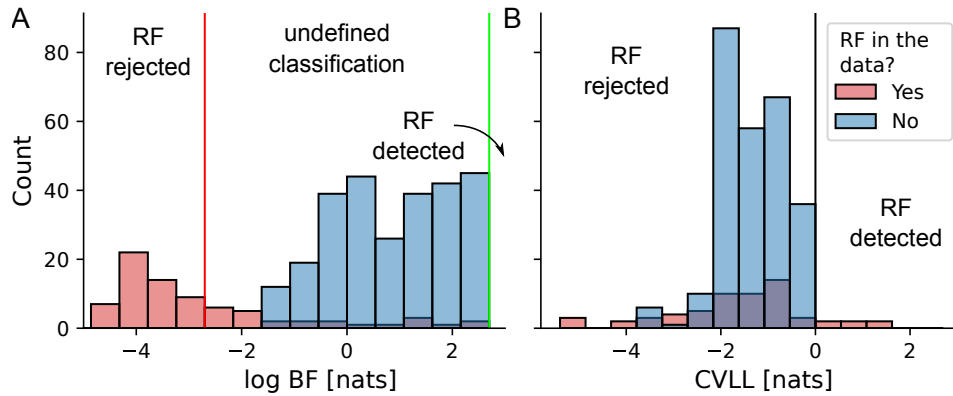 A
RF
rejected
undefined
classification
RF
detected
Count
80
60
40
20
0
−4
−2
0
2
log BF [nats]
B
RF
rejected
RF in the
data?
Yes
No
RF
detected
−4
−2
0
2
CVLL [nats]